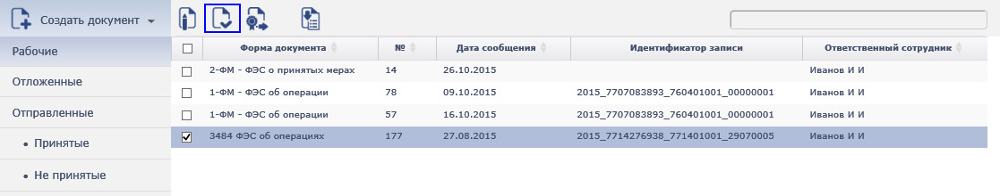 Создать документ
Рабочие
Отложенные
Отправленные
• Принятые
• Не принятые
Форма документа № Дата сообщения Идентификатор записи Ответственный сотрудник
2-ФМ - ФЭС о принятых мерах 14 26.10.2015 Иванов И И
1-ФМ - ФЭС об операции 78 09.10.2015 2015_7707083893_760401001_00000001 Иванов И И
1-ФМ - ФЭС об операции 57 16.10.2015 2015_7707083893_760401001_00000001 Иванов И И
3484 ФЭС об операциях 177 27.08.2015 2015_7714276938_771401001_29070005 Иванов И И